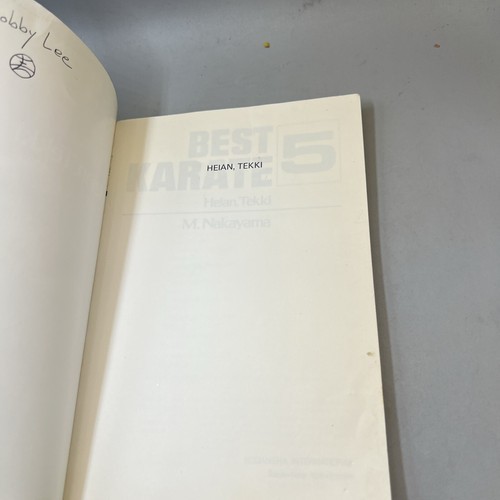 obby Lee
HEIAN, TEKKI
BEST
KARATE 5
Heian, Tekki
M. Nakayama